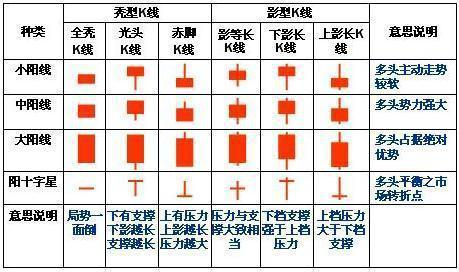 种类
秃型K线
影型K线
意思说明
全秃
K线
光头
K线
赤脚
K线
影等长
K线
下影长
K线
上影长K
线
小阳线
多头主动走势
较软
中阳线
多头势力强大
大阳线
多头占据绝对
优势
阳十字星
多头平衡之市
场转折点
意思说明
局势一
面倒
下有支撑
下影越长
支撑越长
上有压力
上影越长
压力越大
压力与支
撑大致相
当
下档支撑
强于上档
压力
上档压力
大于下档
支撑